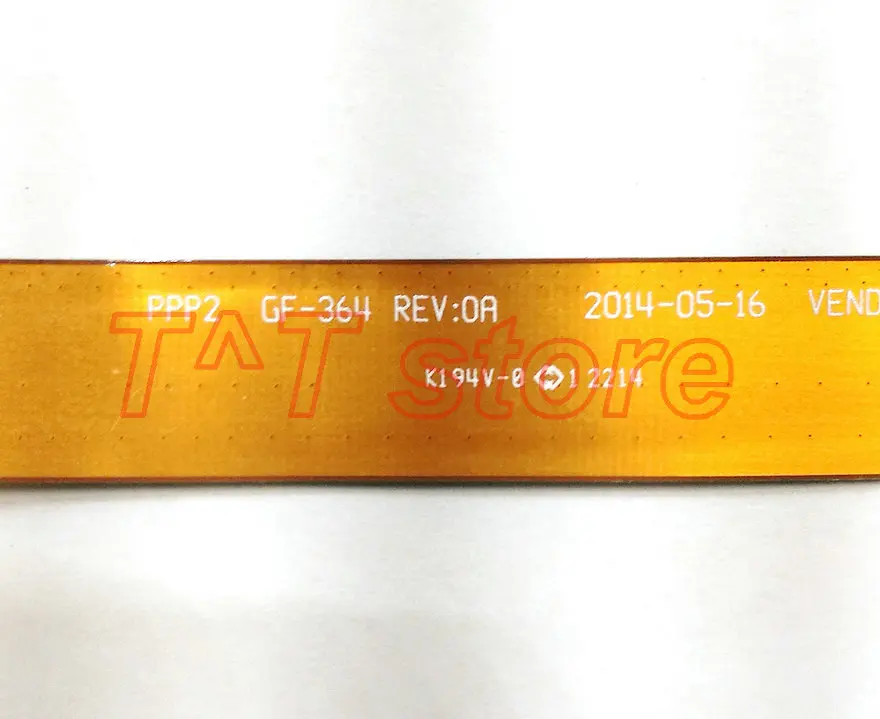 PPP2 GF-364 REV:0A 2014-05-16 VEND
T^T store
K194V-0 1 2214